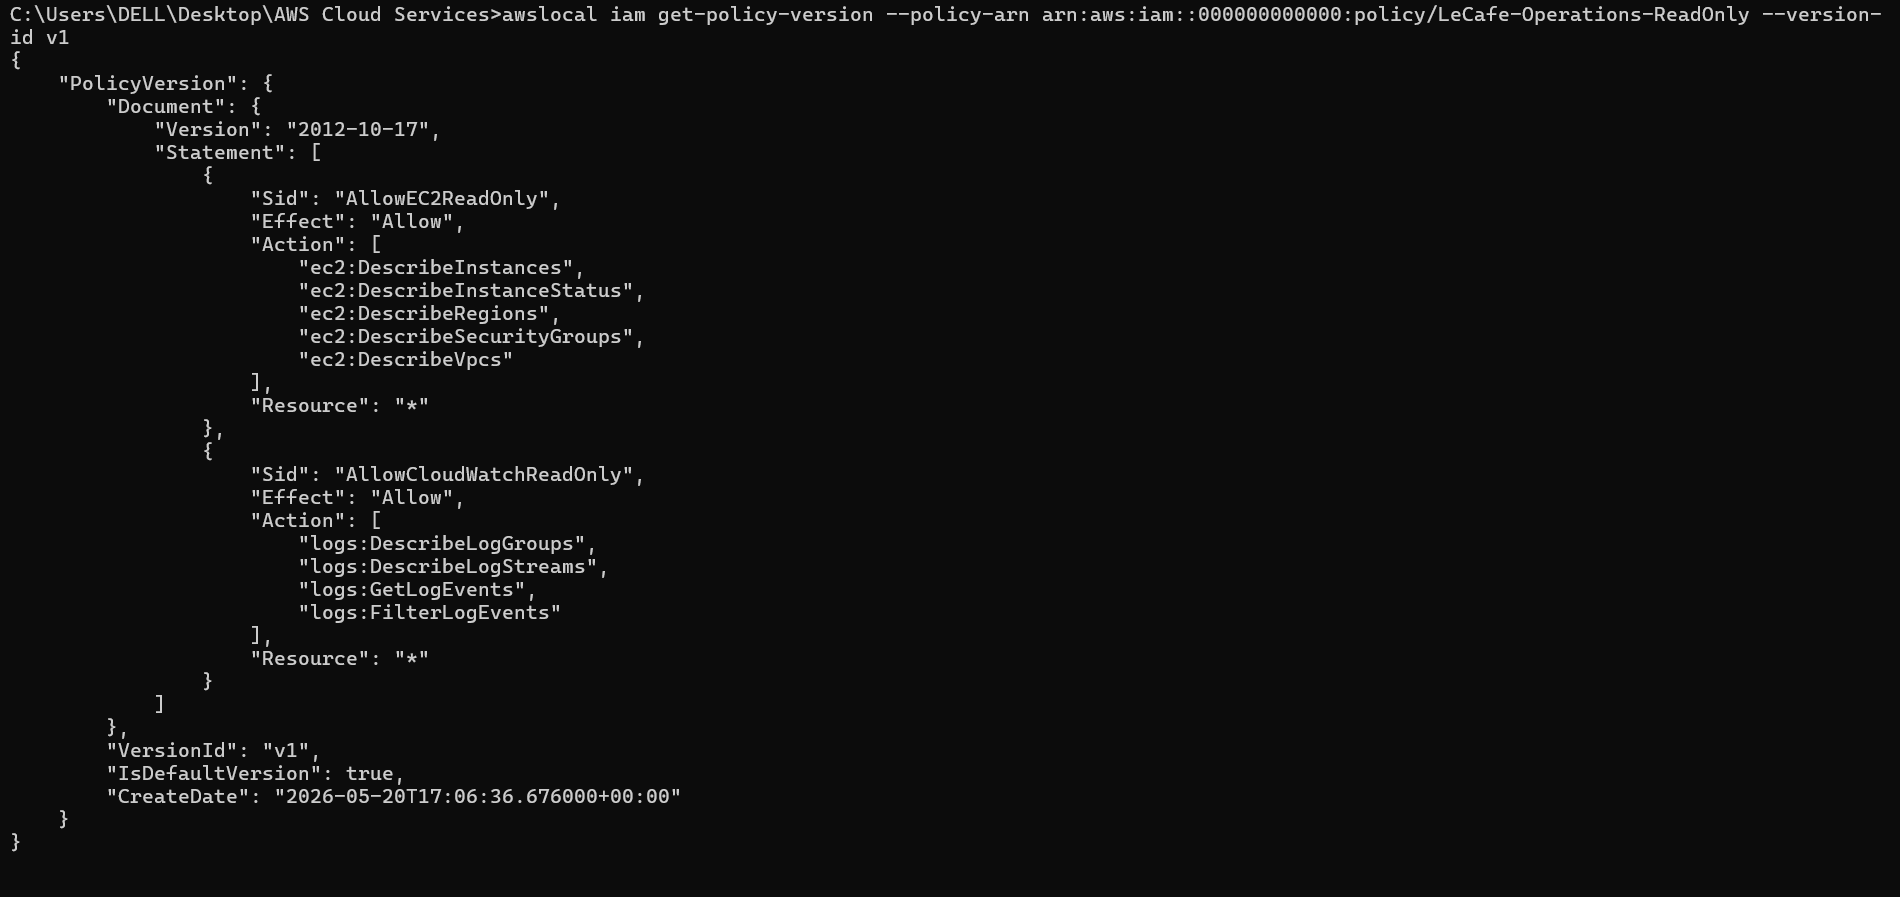 C:\Users\DELL\Desktop\AWS Cloud Services>awslocal iam get-policy-version --policy-arn arn:aws:iam::000000000000:policy/LeCafe-Operations-ReadOnly --version-
id v1
{
    "PolicyVersion": {
        "Document": {
            "Version": "2012-10-17",
            "Statement": [
                {
                    "Sid": "AllowEC2ReadOnly",
                    "Effect": "Allow",
                    "Action": [
                        "ec2:DescribeInstances",
                        "ec2:DescribeInstanceStatus",
                        "ec2:DescribeRegions",
                        "ec2:DescribeSecurityGroups",
                        "ec2:DescribeVpcs"
                    ],
                    "Resource": "*"
                },
                {
                    "Sid": "AllowCloudWatchReadOnly",
                    "Effect": "Allow",
                    "Action": [
                        "logs:DescribeLogGroups",
                        "logs:DescribeLogStreams",
                        "logs:GetLogEvents",
                        "logs:FilterLogEvents"
                    ],
                    "Resource": "*"
                }
            ]
        },
        "VersionId": "v1",
        "IsDefaultVersion": true,
        "CreateDate": "2026-05-20T17:06:36.676000+00:00"
    }
}